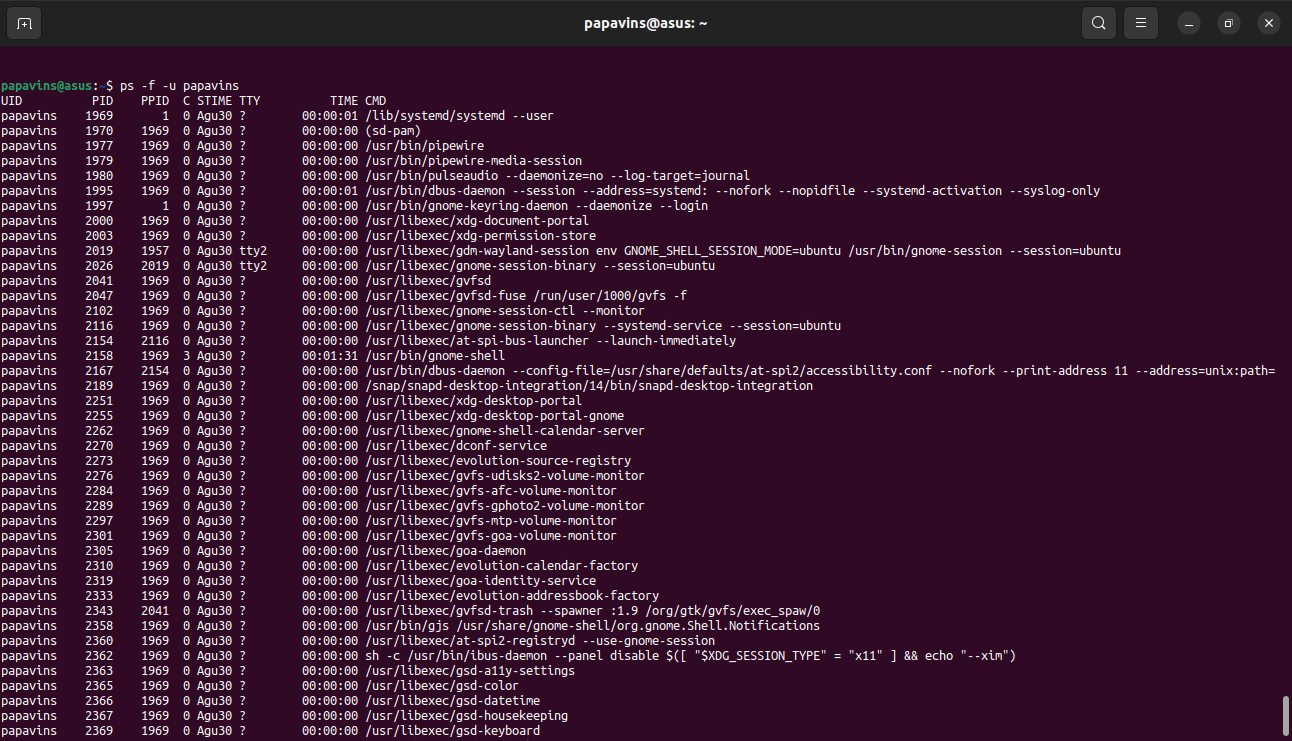 papavins@asus: ~
papavins@asus:~$ ps -f -u papavins
UID          PID    PPID  C STIME TTY          TIME CMD
papavins    1969       1  0 Agu30 ?        00:00:01 /lib/systemd/systemd --user
papavins    1970    1969  0 Agu30 ?        00:00:00 (sd-pam)
papavins    1977    1969  0 Agu30 ?        00:00:00 /usr/bin/pipewire
papavins    1979    1969  0 Agu30 ?        00:00:00 /usr/bin/pipewire-media-session
papavins    1980    1969  0 Agu30 ?        00:00:00 /usr/bin/pulseaudio --daemonize=no --log-target=journal
papavins    1995    1969  0 Agu30 ?        00:00:01 /usr/bin/dbus-daemon --session --address=systemd: --nofork --nopidfile --systemd-activation --syslog-only
papavins    1997       1  0 Agu30 ?        00:00:00 /usr/bin/gnome-keyring-daemon --daemonize --login
papavins    2000    1969  0 Agu30 ?        00:00:00 /usr/libexec/xdg-document-portal
papavins    2003    1969  0 Agu30 ?        00:00:00 /usr/libexec/xdg-permission-store
papavins    2019    1957  0 Agu30 tty2     00:00:00 /usr/libexec/gdm-wayland-session env GNOME_SHELL_SESSION_MODE=ubuntu /usr/bin/gnome-session --session=ubuntu
papavins    2026    2019  0 Agu30 tty2     00:00:00 /usr/libexec/gnome-session-binary --session=ubuntu
papavins    2041    1969  0 Agu30 ?        00:00:00 /usr/libexec/gvfsd
papavins    2047    1969  0 Agu30 ?        00:00:00 /usr/libexec/gvfsd-fuse /run/user/1000/gvfs -f
papavins    2102    1969  0 Agu30 ?        00:00:00 /usr/libexec/gnome-session-ctl --monitor
papavins    2116    1969  0 Agu30 ?        00:00:00 /usr/libexec/gnome-session-binary --systemd-service --session=ubuntu
papavins    2154    2116  0 Agu30 ?        00:00:00 /usr/libexec/at-spi-bus-launcher --launch-immediately
papavins    2158    1969  3 Agu30 ?        00:01:31 /usr/bin/gnome-shell
papavins    2167    2154  0 Agu30 ?        00:00:00 /usr/bin/dbus-daemon --config-file=/usr/share/defaults/at-spi2/accessibility.conf --nofork --print-address 11 --address=unix:path=
papavins    2189    1969  0 Agu30 ?        00:00:00 /snap/snapd-desktop-integration/14/bin/snapd-desktop-integration
papavins    2251    1969  0 Agu30 ?        00:00:00 /usr/libexec/xdg-desktop-portal
papavins    2255    1969  0 Agu30 ?        00:00:00 /usr/libexec/xdg-desktop-portal-gnome
papavins    2262    1969  0 Agu30 ?        00:00:00 /usr/libexec/gnome-shell-calendar-server
papavins    2270    1969  0 Agu30 ?        00:00:00 /usr/libexec/dconf-service
papavins    2273    1969  0 Agu30 ?        00:00:00 /usr/libexec/evolution-source-registry
papavins    2276    1969  0 Agu30 ?        00:00:00 /usr/libexec/gvfs-udisks2-volume-monitor
papavins    2284    1969  0 Agu30 ?        00:00:00 /usr/libexec/gvfs-afc-volume-monitor
papavins    2289    1969  0 Agu30 ?        00:00:00 /usr/libexec/gvfs-gphoto2-volume-monitor
papavins    2297    1969  0 Agu30 ?        00:00:00 /usr/libexec/gvfs-mtp-volume-monitor
papavins    2301    1969  0 Agu30 ?        00:00:00 /usr/libexec/gvfs-goa-volume-monitor
papavins    2305    1969  0 Agu30 ?        00:00:00 /usr/libexec/goa-daemon
papavins    2310    1969  0 Agu30 ?        00:00:00 /usr/libexec/evolution-calendar-factory
papavins    2319    1969  0 Agu30 ?        00:00:00 /usr/libexec/goa-identity-service
papavins    2333    1969  0 Agu30 ?        00:00:00 /usr/libexec/evolution-addressbook-factory
papavins    2343    2041  0 Agu30 ?        00:00:00 /usr/libexec/gvfsd-trash --spawner :1.9 /org/gtk/gvfs/exec_spaw/0
papavins    2358    1969  0 Agu30 ?        00:00:00 /usr/bin/gjs /usr/share/gnome-shell/org.gnome.Shell.Notifications
papavins    2360    1969  0 Agu30 ?        00:00:00 /usr/libexec/at-spi2-registryd --use-gnome-session
papavins    2362    1969  0 Agu30 ?        00:00:00 sh -c /usr/bin/ibus-daemon --panel disable $([ "$XDG_SESSION_TYPE" = "x11" ] && echo "--xim")
papavins    2363    1969  0 Agu30 ?        00:00:00 /usr/libexec/gsd-a11y-settings
papavins    2365    1969  0 Agu30 ?        00:00:00 /usr/libexec/gsd-color
papavins    2366    1969  0 Agu30 ?        00:00:00 /usr/libexec/gsd-datetime
papavins    2367    1969  0 Agu30 ?        00:00:00 /usr/libexec/gsd-housekeeping
papavins    2369    1969  0 Agu30 ?        00:00:00 /usr/libexec/gsd-keyboard